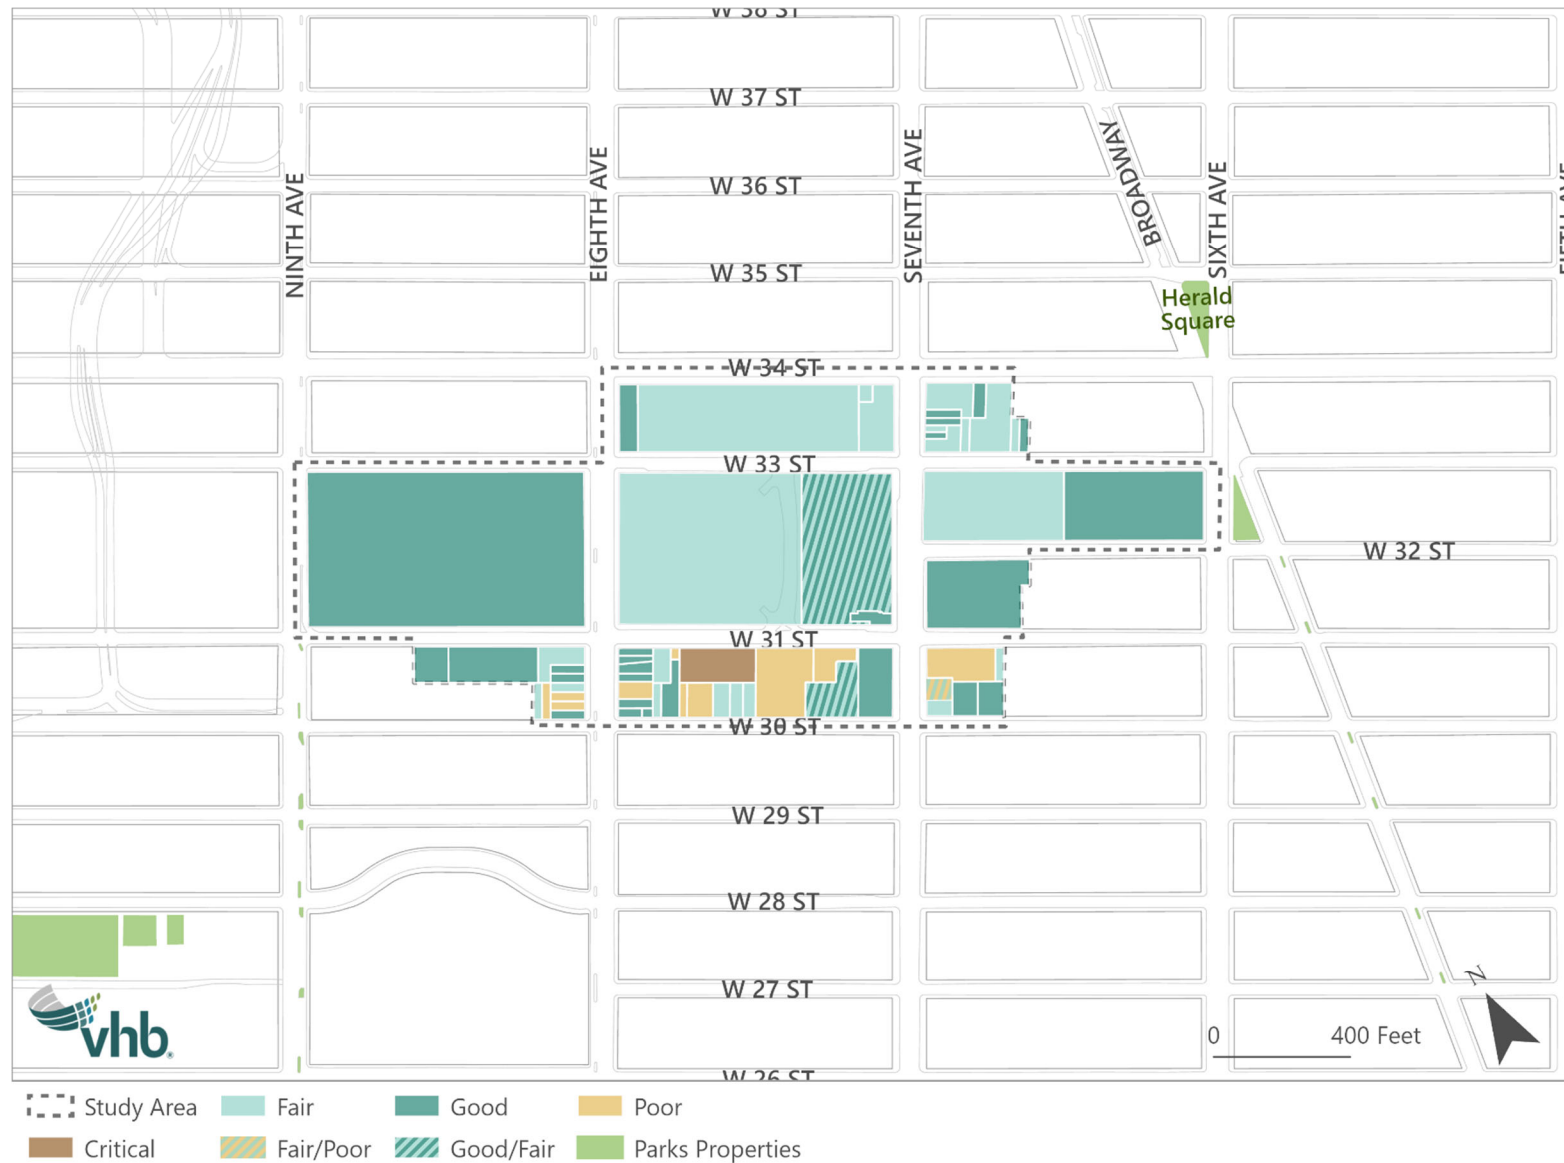 W 38 ST
W 37 ST
W 36 ST
W 35 ST
W 34 ST
W 33 ST
W 32 ST
W 31 ST
W 30 ST
W 29 ST
W 28 ST
W 27 ST
W 26 ST
NINTH AVE
EIGHTH AVE
SEVENTH AVE
BROADWAY
SIXTH AVE
FIFTH AVE
Herald
Square
N
0 400 Feet
vhb®
Study Area Fair Good Poor
Critical Fair/Poor Good/Fair Parks Properties